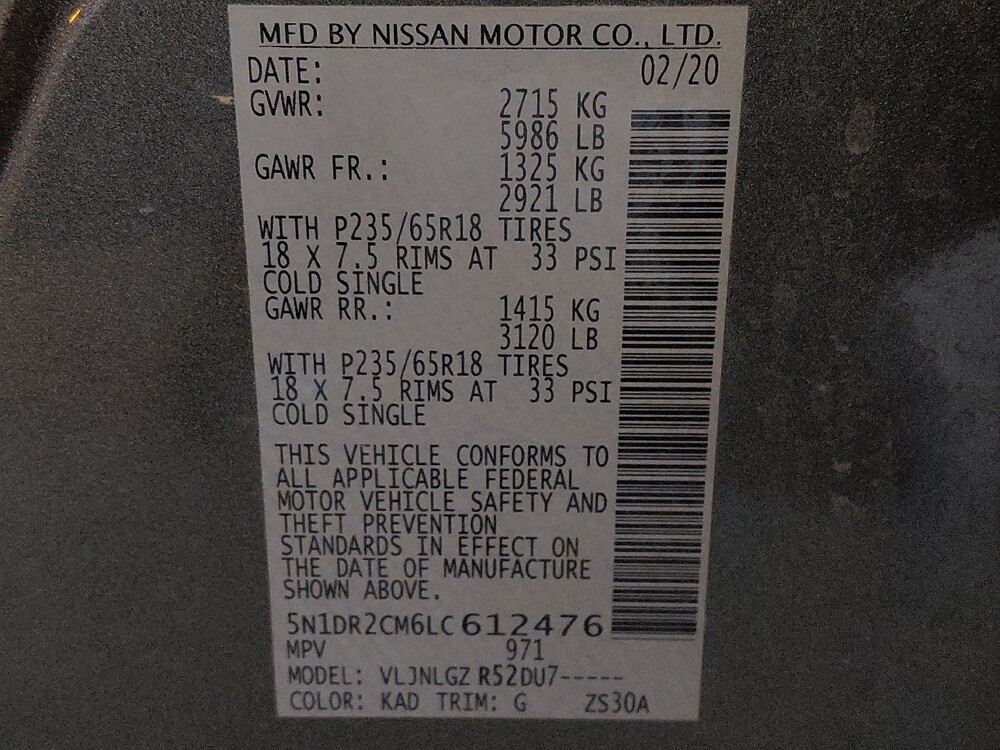 MFD BY NISSAN MOTOR CO., LTD.
DATE: 02/20
GVWR: 2715 KG
5986 LB
GAWR FR.: 1325 KG
2921 LB
WITH P235/65R18 TIRES
18 X 7.5 RIMS AT 33 PSI
COLD SINGLE
GAWR RR.: 1415 KG
3120 LB
WITH P235/65R18 TIRES
18 X 7.5 RIMS AT 33 PSI
COLD SINGLE
THIS VEHICLE CONFORMS TO
ALL APPLICABLE FEDERAL
MOTOR VEHICLE SAFETY AND
THEFT PREVENTION
STANDARDS IN EFFECT ON
THE DATE OF MANUFACTURE
SHOWN ABOVE.
5N1DR2CM6LC612476
MPV 971
MODEL: VLJNLGZ R52DU7-----
COLOR: KAD TRIM: G ZS30A